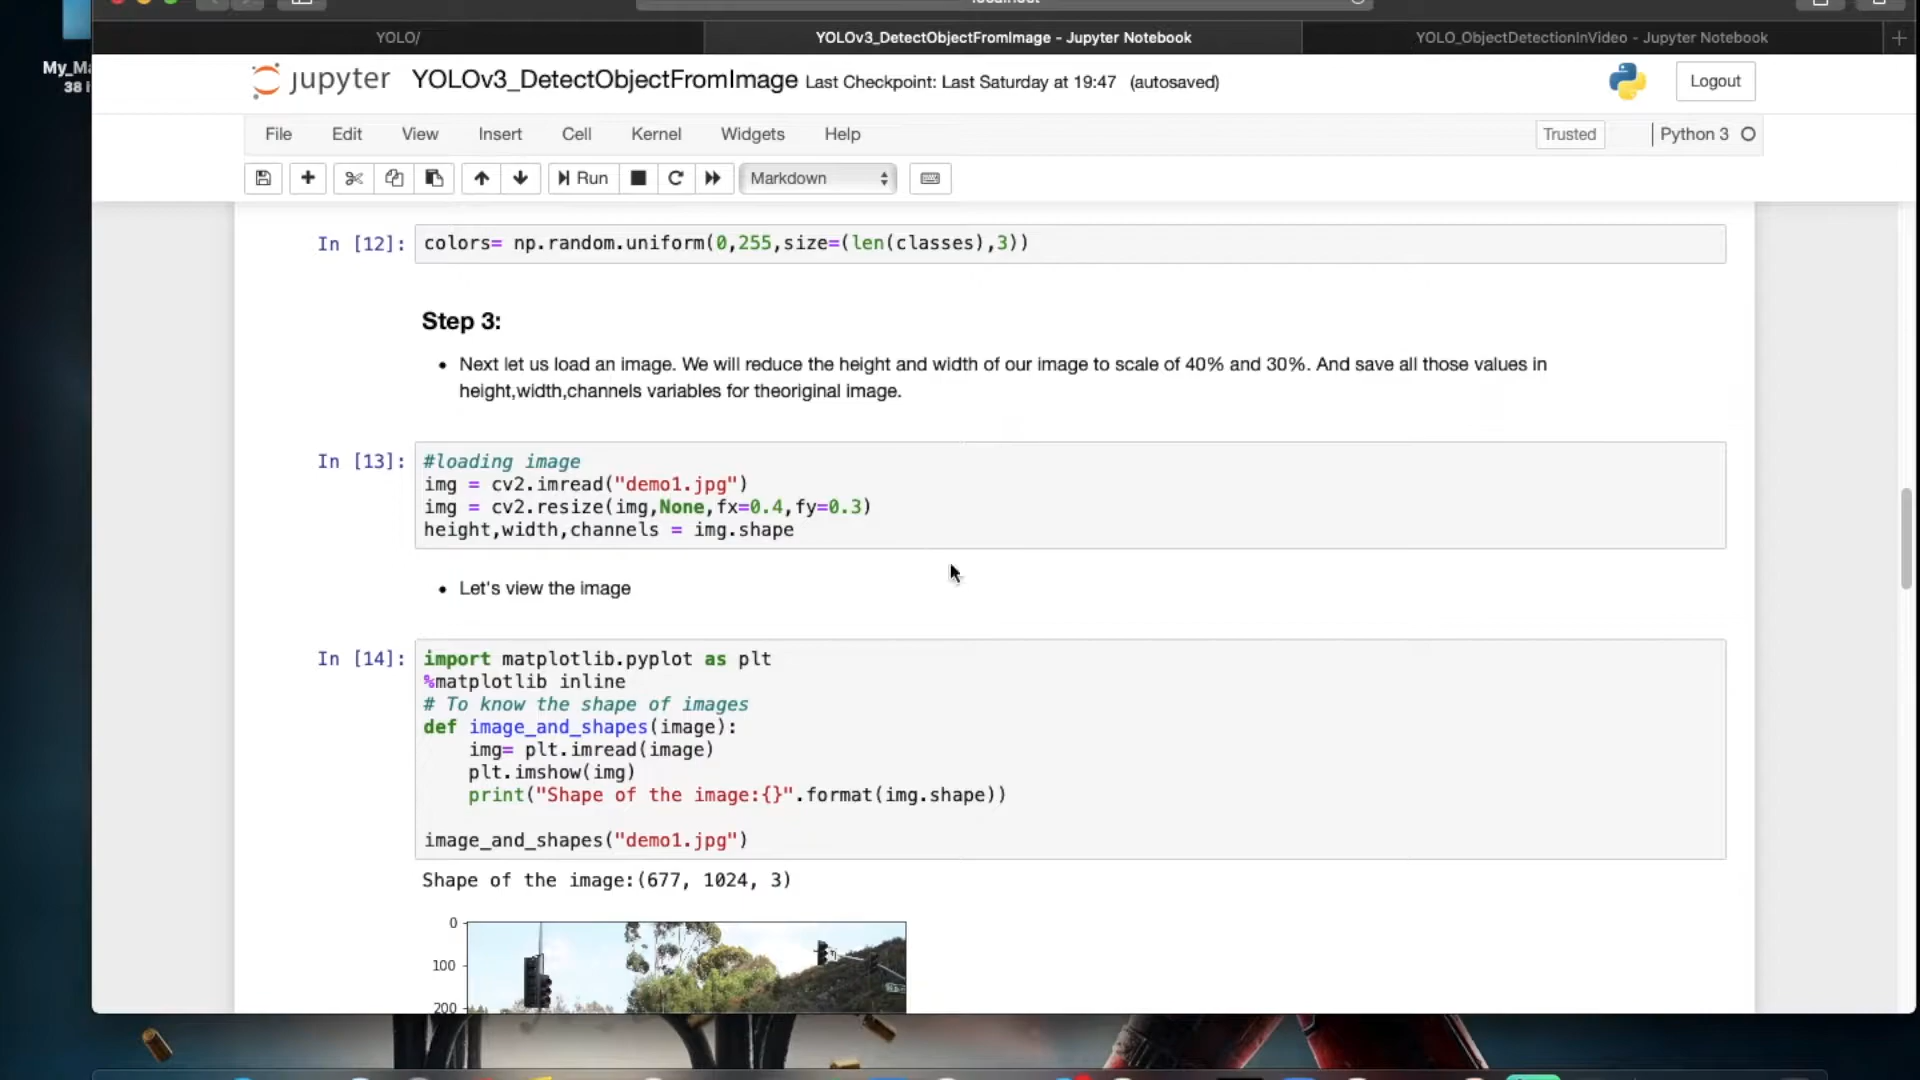 YOLO/
YOLOv3_DetectObjectFromImage - Jupyter Notebook
YOLO_ObjectDetectionInVideo - Jupyter Notebook
My_Ma
38 i
jupyter
YOLOv3_DetectObjectFromImage Last Checkpoint: Last Saturday at 19:47 (autosaved)
Logout
File Edit View Insert Cell Kernel Widgets Help
Trusted
Python 3
Run
Markdown
In [12]: colors= np.random.uniform(0,255,size=(len(classes),3))
Step 3:
• Next let us load an image. We will reduce the height and width of our image to scale of 40% and 30%. And save all those values in
height,width,channels variables for theoriginal image.
In [13]: #loading image
img = cv2.imread("demo1.jpg")
img = cv2.resize(img,None,fx=0.4,fy=0.3)
height,width,channels = img.shape
• Let's view the image
In [14]: import matplotlib.pyplot as plt
%matplotlib inline
# To know the shape of images
def image_and_shapes(image):
    img= plt.imread(image)
    plt.imshow(img)
    print("Shape of the image:{}".format(img.shape))
image_and_shapes("demo1.jpg")
Shape of the image:(677, 1024, 3)
0
100
200